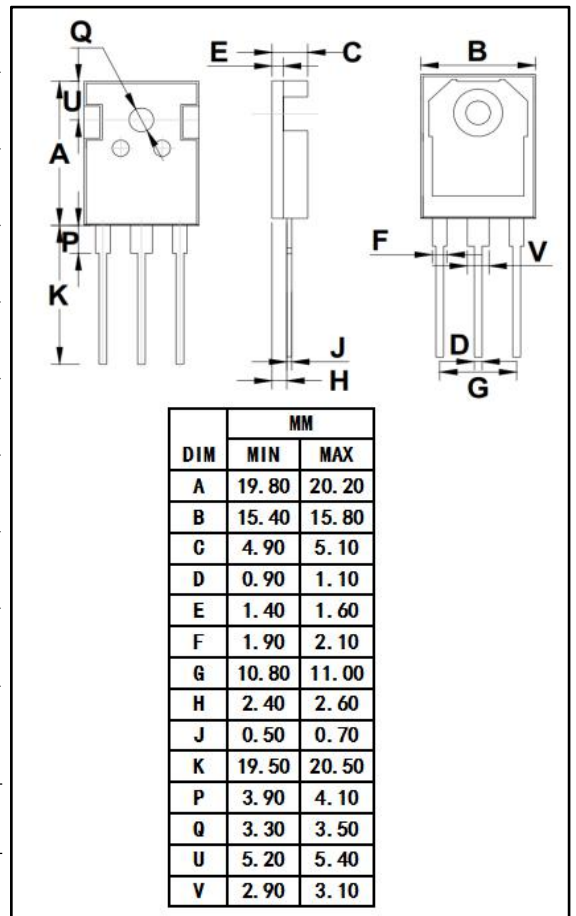 Q
E
C
B
U
A
P
K
F
V
J
D
H
G
MM
DIM MIN MAX
A 19.80 20.20
B 15.40 15.80
C 4.90 5.10
D 0.90 1.10
E 1.40 1.60
F 1.90 2.10
G 10.80 11.00
H 2.40 2.60
J 0.50 0.70
K 19.50 20.50
P 3.90 4.10
Q 3.30 3.50
U 5.20 5.40
V 2.90 3.10